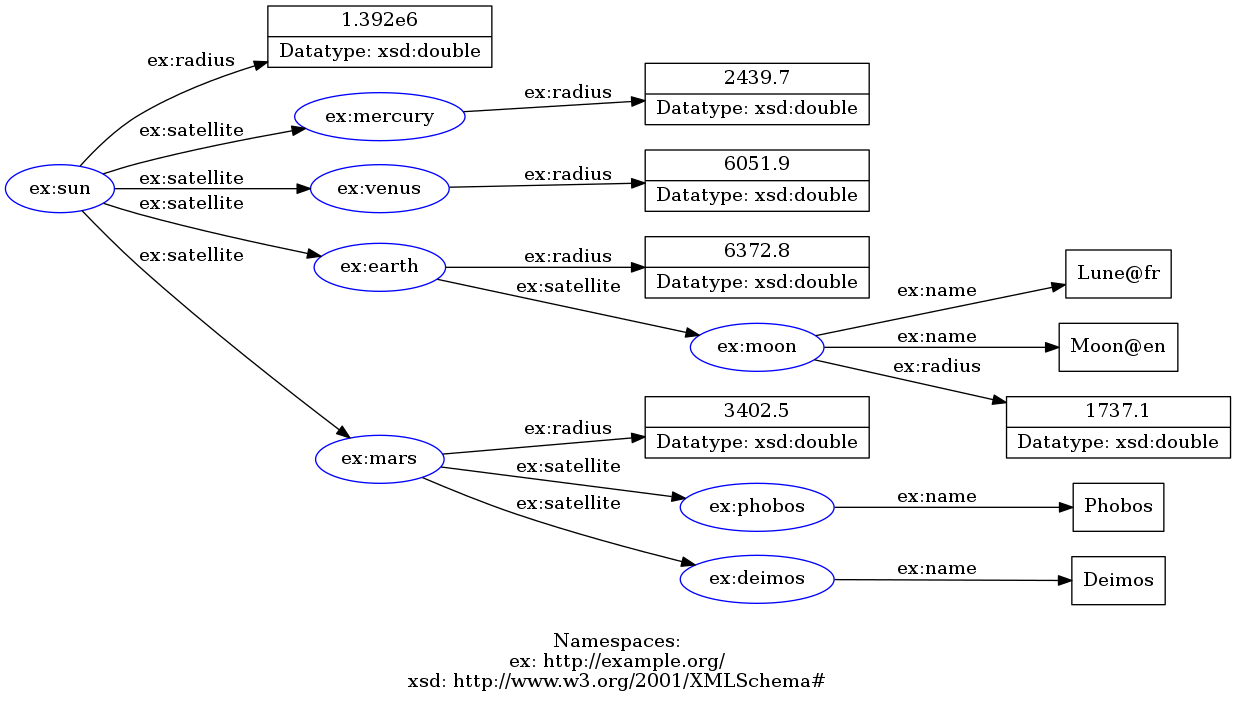 1.392e6
ex:radius
Datatype: xsd:double
2439.7
ex:radius
ex:mercury
Datatype: xsd:double
ex:satellite
6051.9
ex:radius
ex:satellite
ex:sun
ex:venus
Datatype: xsd:double
ex:satellite
6372.8
ex:radius
ex:satellite
ex:earth
Datatype: xsd:double
Lune@fr
ex:satellite
ex:name
ex:name
ex:moon
Moon@en
ex:radius
3402.5
1737.1
ex:radius
Datatype: xsd:double
Datatype: xsd:double
ex:mars
ex:satellite
ex:name
ex:satellite
ex:phobos
Phobos
ex:name
ex:deimos
Deimos
Namespaces:
ex: http://example.org/
xsd: http://www.w3.org/2001/XMLSchema#